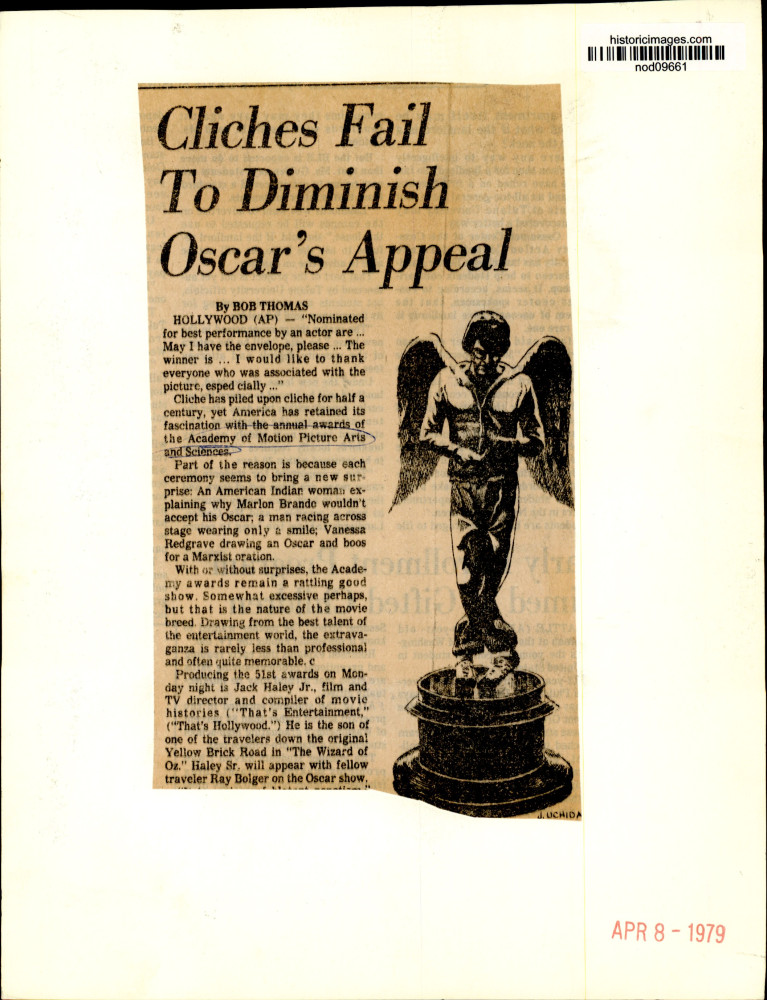 historicimages.com
nod09661
Cliches Fail
To Diminish
Oscar's Appeal
By BOB THOMAS
HOLLYWOOD (AP) — "Nominated
for best performance by an actor are ...
May I have the envelope, please ... The
winner is ... I would like to thank
everyone who was associated with the
picture, esped cially ..."
Cliche has piled upon cliche for half a
century, yet America has retained its
fascination with the annual awards of
the Academy of Motion Picture Arts
and Sciences.
Part of the reason is because each
ceremony seems to bring a new sur-
prise: An American Indian woman ex-
plaining why Marlon Brando wouldn't
accept his Oscar; a man racing across
stage wearing only a smile; Vanessa
Redgrave drawing an Oscar and boos
for a Marxist oration.
With or without surprises, the Acade-
my awards remain a rattling good
show. Somewhat excessive perhaps,
but that is the nature of the movie
breed. Drawing from the best talent of
the entertainment world, the extrava-
ganza is rarely less than professional
and often quite memorable. c
Producing the 51st awards on Mon-
day night is Jack Haley Jr., film and
TV director and compiler of movie
histories ("That's Entertainment,"
("That's Hollywood.") He is the son of
one of the travelers down the original
Yellow Brick Road in "The Wizard of
Oz." Haley Sr. will appear with fellow
traveler Ray Bolger on the Oscar show.
J. UCHIDA
APR 8 - 1979